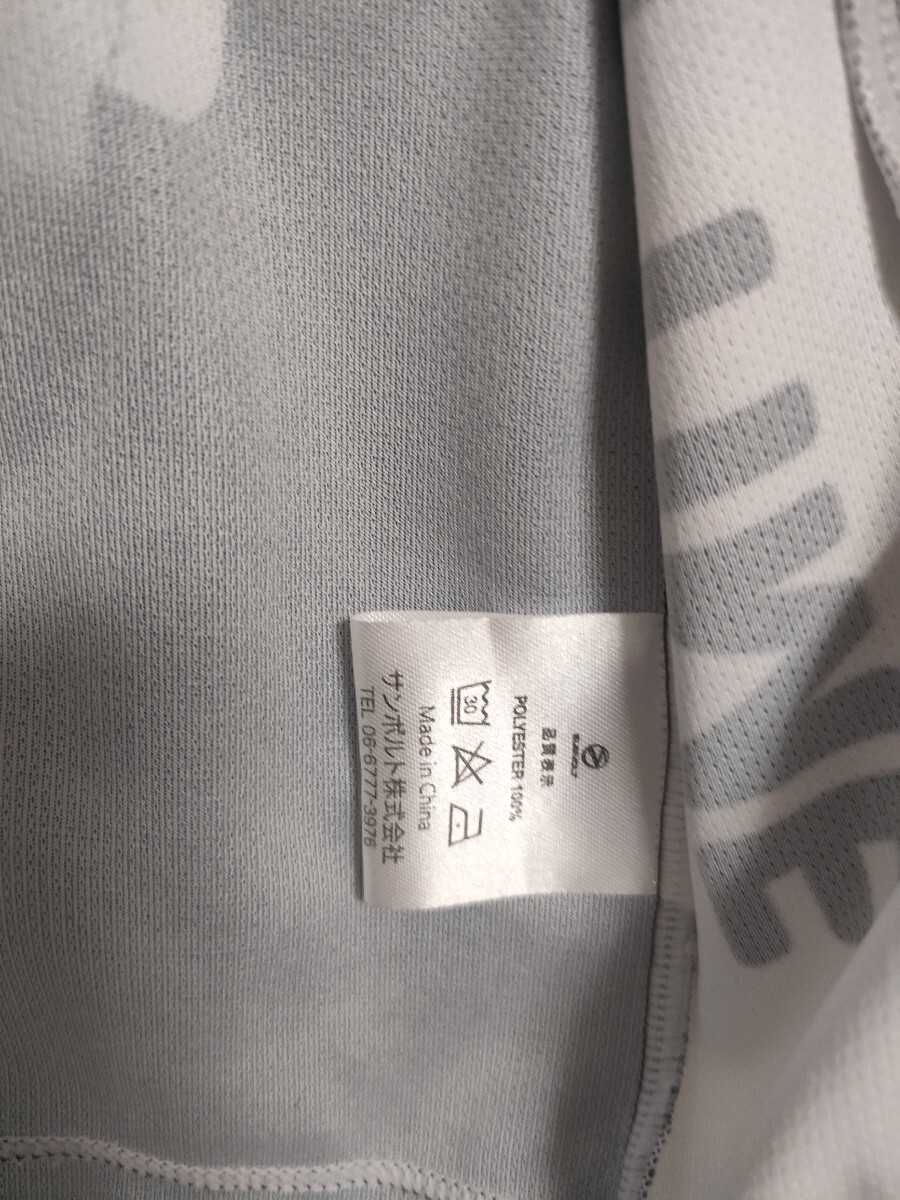 品質表示
POLYESTER 100%
30
Made in China
サンボルト株式会社
TEL 06-6777-3976